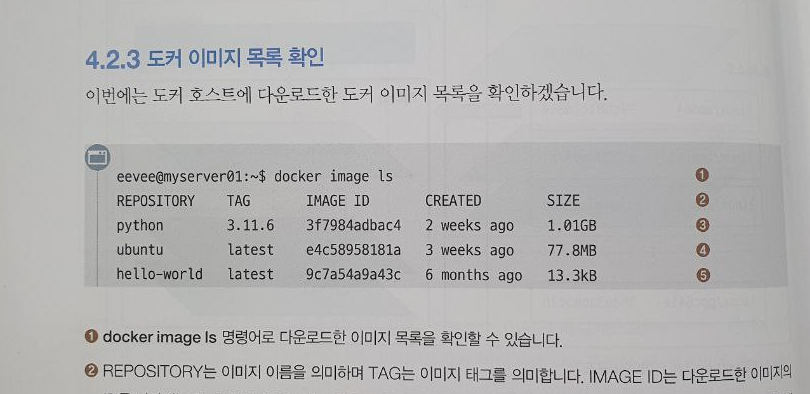 4.2.3 도커 이미지 목록 확인
이번에는 도커 호스트에 다운로드한 도커 이미지 목록을 확인하겠습니다.
eevee@myserver01:~$ docker image ls ❶
REPOSITORY TAG IMAGE ID CREATED SIZE ❷
python 3.11.6 3f7984adbac4 2 weeks ago 1.01GB ❸
ubuntu latest e4c58958181a 3 weeks ago 77.8MB ❹
hello-world latest 9c7a54a9a43c 6 months ago 13.3kB ❺
❶ docker image ls 명령어로 다운로드한 이미지 목록을 확인할 수 있습니다.
❷ REPOSITORY는 이미지 이름을 의미하며 TAG는 이미지 태그를 의미합니다. IMAGE ID는 다운로드한 이미지의